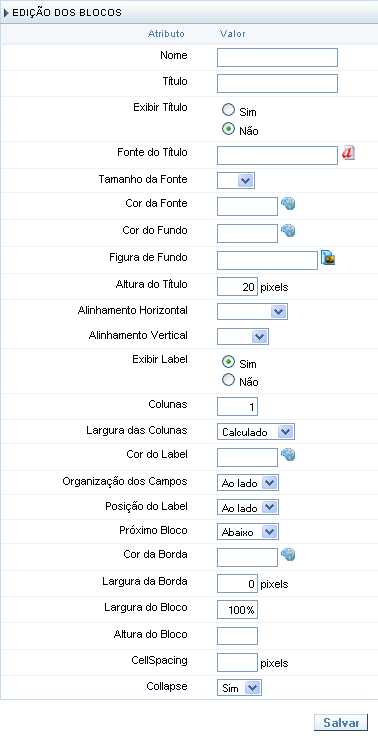 EDIÇÃO DOS BLOCOS
Atributo Valor
Nome
Título
Exibir Título Sim
Não
Fonte do Título a
Tamanho da Fonte
Cor da Fonte
Cor do Fundo
Figura de Fundo
Altura do Título 20 pixels
Alinhamento Horizontal
Alinhamento Vertical
Exibir Label Sim
Não
Colunas 1
Largura das Colunas Calculado
Cor do Label
Organização dos Campos Ao lado
Posição do Label Ao lado
Próximo Bloco Abaixo
Cor da Borda
Largura da Borda 0 pixels
Largura do Bloco 100%
Altura do Bloco
CellSpacing pixels
Collapse Sim
Salvar